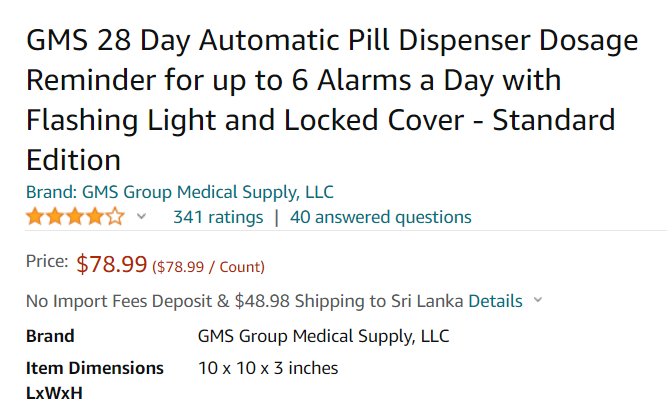 GMS 28 Day Automatic Pill Dispenser Dosage
Reminder for up to 6 Alarms a Day with
Flashing Light and Locked Cover - Standard
Edition
Brand: GMS Group Medical Supply, LLC
341 ratings | 40 answered questions
Price: $78.99 ($78.99 / Count)
No Import Fees Deposit & $48.98 Shipping to Sri Lanka Details
Brand GMS Group Medical Supply, LLC
Item Dimensions 10 x 10 x 3 inches
LxWxH